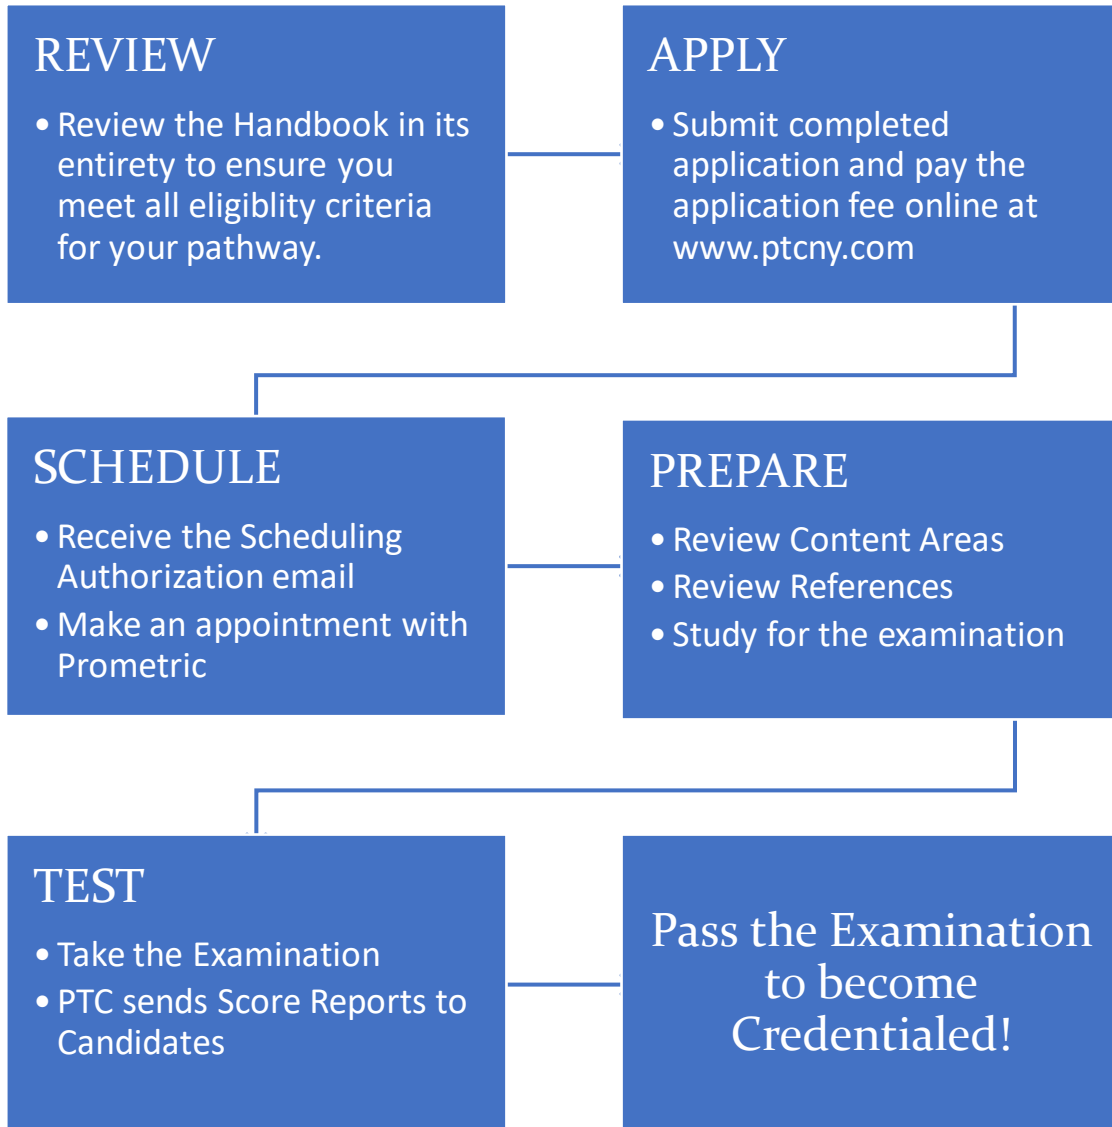 REVIEW
• Review the Handbook in its
entirety to ensure you
meet all eligiblity criteria
for your pathway.
APPLY
• Submit completed
application and pay the
application fee online at
www.ptcny.com
SCHEDULE
• Receive the Scheduling
Authorization email
• Make an appointment with
Prometric
PREPARE
• Review Content Areas
• Review References
• Study for the examination
TEST
• Take the Examination
• PTC sends Score Reports to
Candidates
Pass the Examination
to become
Credentialed!